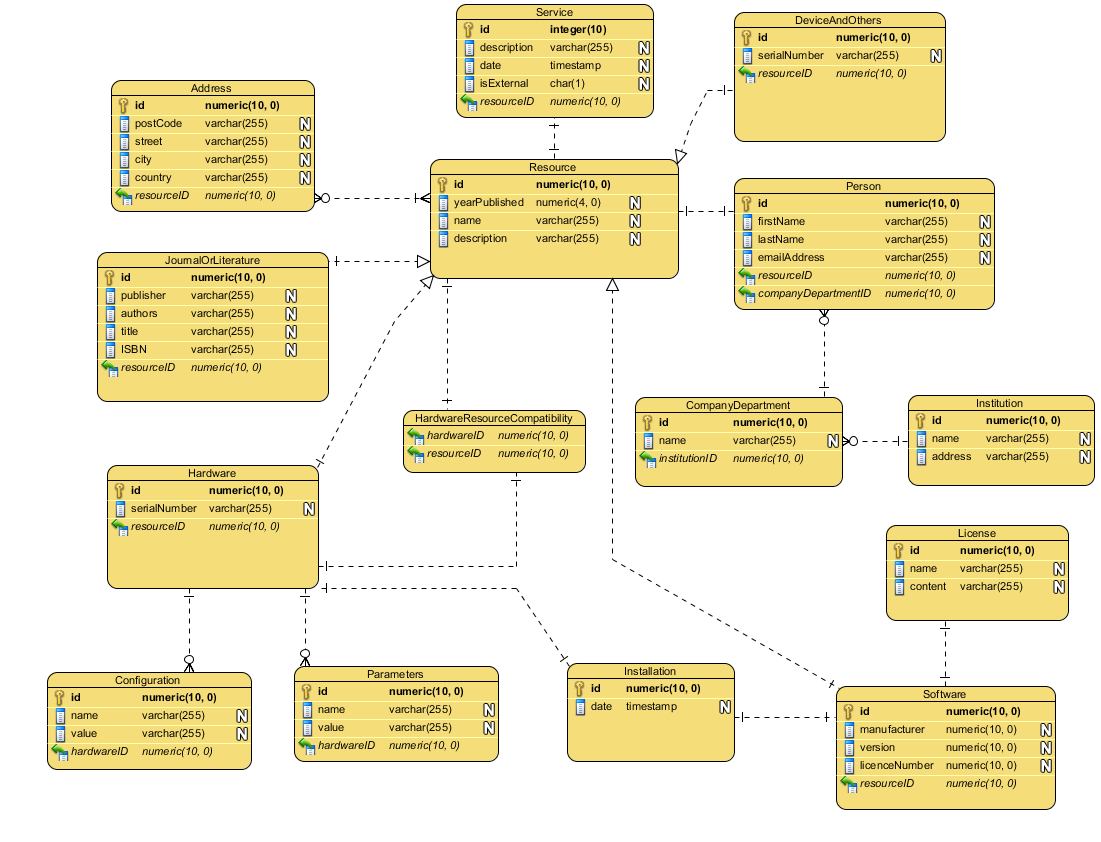 Service
id integer(10)
description varchar(255) N
date timestamp N
isExternal char(1) N
resourceID numeric(10, 0)
DeviceAndOthers
id numeric(10, 0)
serialNumber varchar(255) N
resourceID numeric(10, 0)
Address
id numeric(10, 0)
postCode varchar(255) N
street varchar(255) N
city varchar(255) N
country varchar(255) N
resourceID numeric(10, 0)
Resource
id numeric(10, 0)
yearPublished numeric(4, 0) N
name varchar(255) N
description varchar(255) N
Person
id numeric(10, 0)
firstName varchar(255) N
lastName varchar(255) N
emailAddress varchar(255) N
resourceID numeric(10, 0)
companyDepartmentID numeric(10, 0)
JournalOrLiterature
id numeric(10, 0)
publisher varchar(255) N
authors varchar(255) N
title varchar(255) N
ISBN varchar(255) N
resourceID numeric(10, 0)
HardwareResourceCompatibility
hardwareID numeric(10, 0)
resourceID numeric(10, 0)
CompanyDepartment
id numeric(10, 0)
name varchar(255) N
institutionID numeric(10, 0)
Institution
id numeric(10, 0)
name varchar(255) N
address varchar(255) N
Hardware
id numeric(10, 0)
serialNumber varchar(255) N
resourceID numeric(10, 0)
License
id numeric(10, 0)
name varchar(255) N
content varchar(255) N
Configuration
id numeric(10, 0)
name varchar(255) N
value varchar(255) N
hardwareID numeric(10, 0)
Parameters
id numeric(10, 0)
name varchar(255) N
value varchar(255) N
hardwareID numeric(10, 0)
Installation
id numeric(10, 0)
date timestamp N
Software
id numeric(10, 0)
manufacturer numeric(10, 0) N
version numeric(10, 0) N
licenceNumber numeric(10, 0) N
resourceID numeric(10, 0)